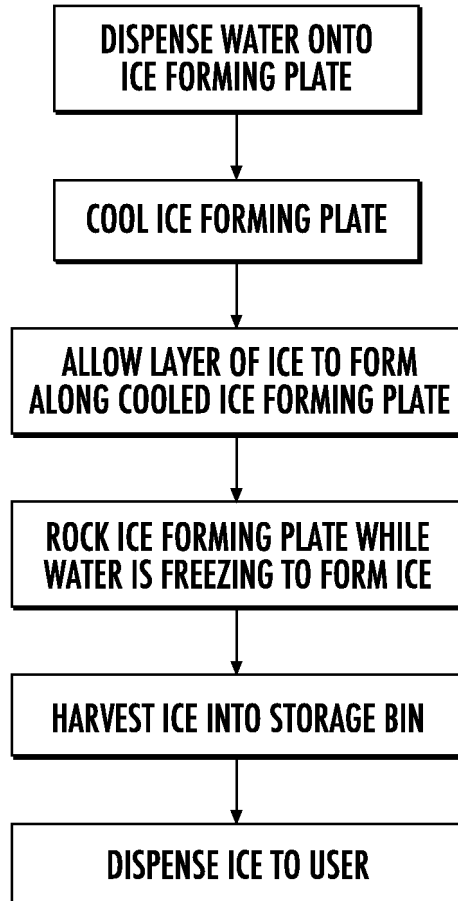 DISPENSE WATER ONTO
ICE FORMING PLATE
COOL ICE FORMING PLATE
ALLOW LAYER OF ICE TO FORM
ALONG COOLED ICE FORMING PLATE
ROCK ICE FORMING PLATE WHILE
WATER IS FREEZING TO FORM ICE
HARVEST ICE INTO STORAGE BIN
DISPENSE ICE TO USER